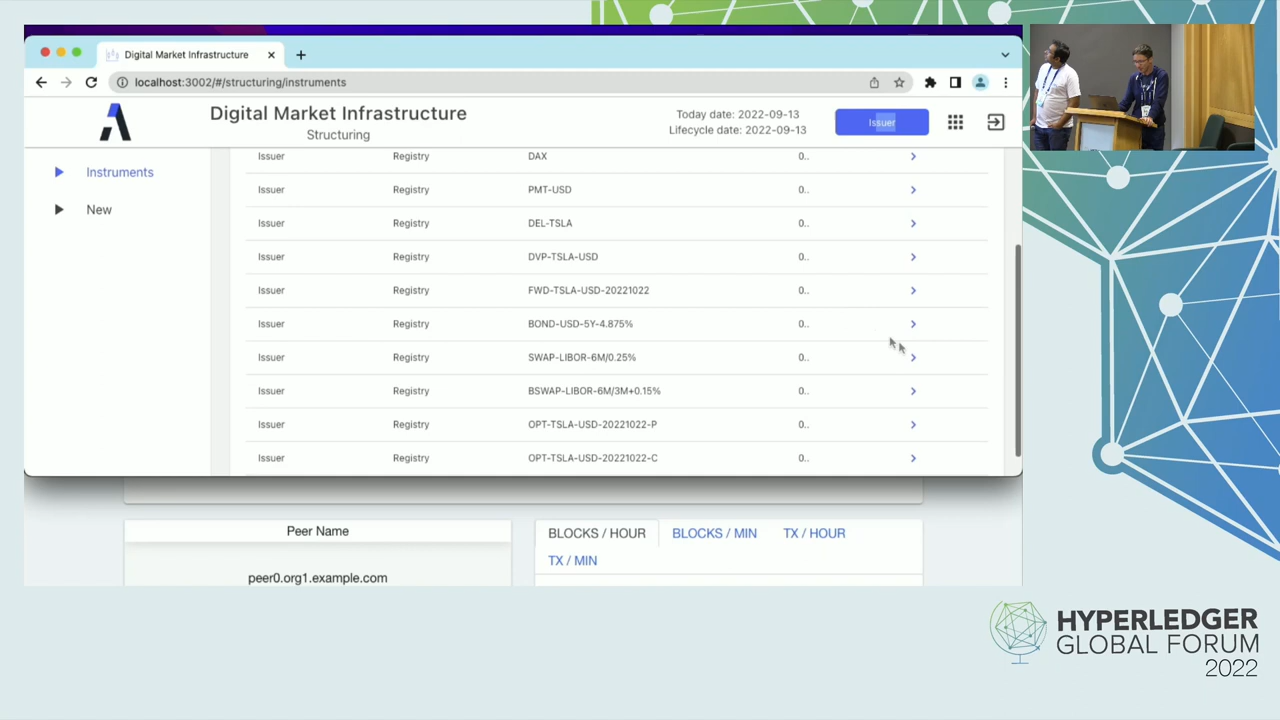 Digital Market Infrastructure
localhost:3002/#/structuring/instruments
Digital Market Infrastructure
Structuring
Today date: 2022-09-13
Lifecycle date: 2022-09-13
Issuer
Instruments
New
Issuer Registry DAX 0..
Issuer Registry PMT-USD 0..
Issuer Registry DEL-TSLA 0..
Issuer Registry DVP-TSLA-USD 0..
Issuer Registry FWD-TSLA-USD-20221022 0..
Issuer Registry BOND-USD-5Y-4.875% 0..
Issuer Registry SWAP-LIBOR-6M/0.25% 0..
Issuer Registry BSWAP-LIBOR-6M/3M+0.15% 0..
Issuer Registry OPT-TSLA-USD-20221022-P 0..
Issuer Registry OPT-TSLA-USD-20221022-C 0..
Peer Name
peer0.org1.example.com
BLOCKS / HOUR BLOCKS / MIN TX / HOUR
TX / MIN
HYPERLEDGER
GLOBAL FORUM
2022